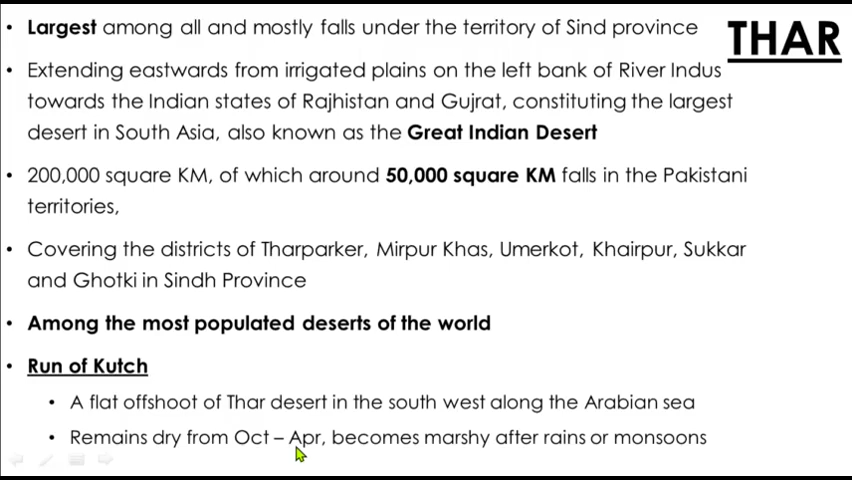 THAR
• Largest among all and mostly falls under the territory of Sind province
• Extending eastwards from irrigated plains on the left bank of River Indus
towards the Indian states of Rajhistan and Gujrat, constituting the largest
desert in South Asia, also known as the Great Indian Desert
• 200,000 square KM, of which around 50,000 square KM falls in the Pakistani
territories,
• Covering the districts of Tharparker, Mirpur Khas, Umerkot, Khairpur, Sukkar
and Ghotki in Sindh Province
• Among the most populated deserts of the world
• Run of Kutch
• A flat offshoot of Thar desert in the south west along the Arabian sea
• Remains dry from Oct – Apr, becomes marshy after rains or monsoons